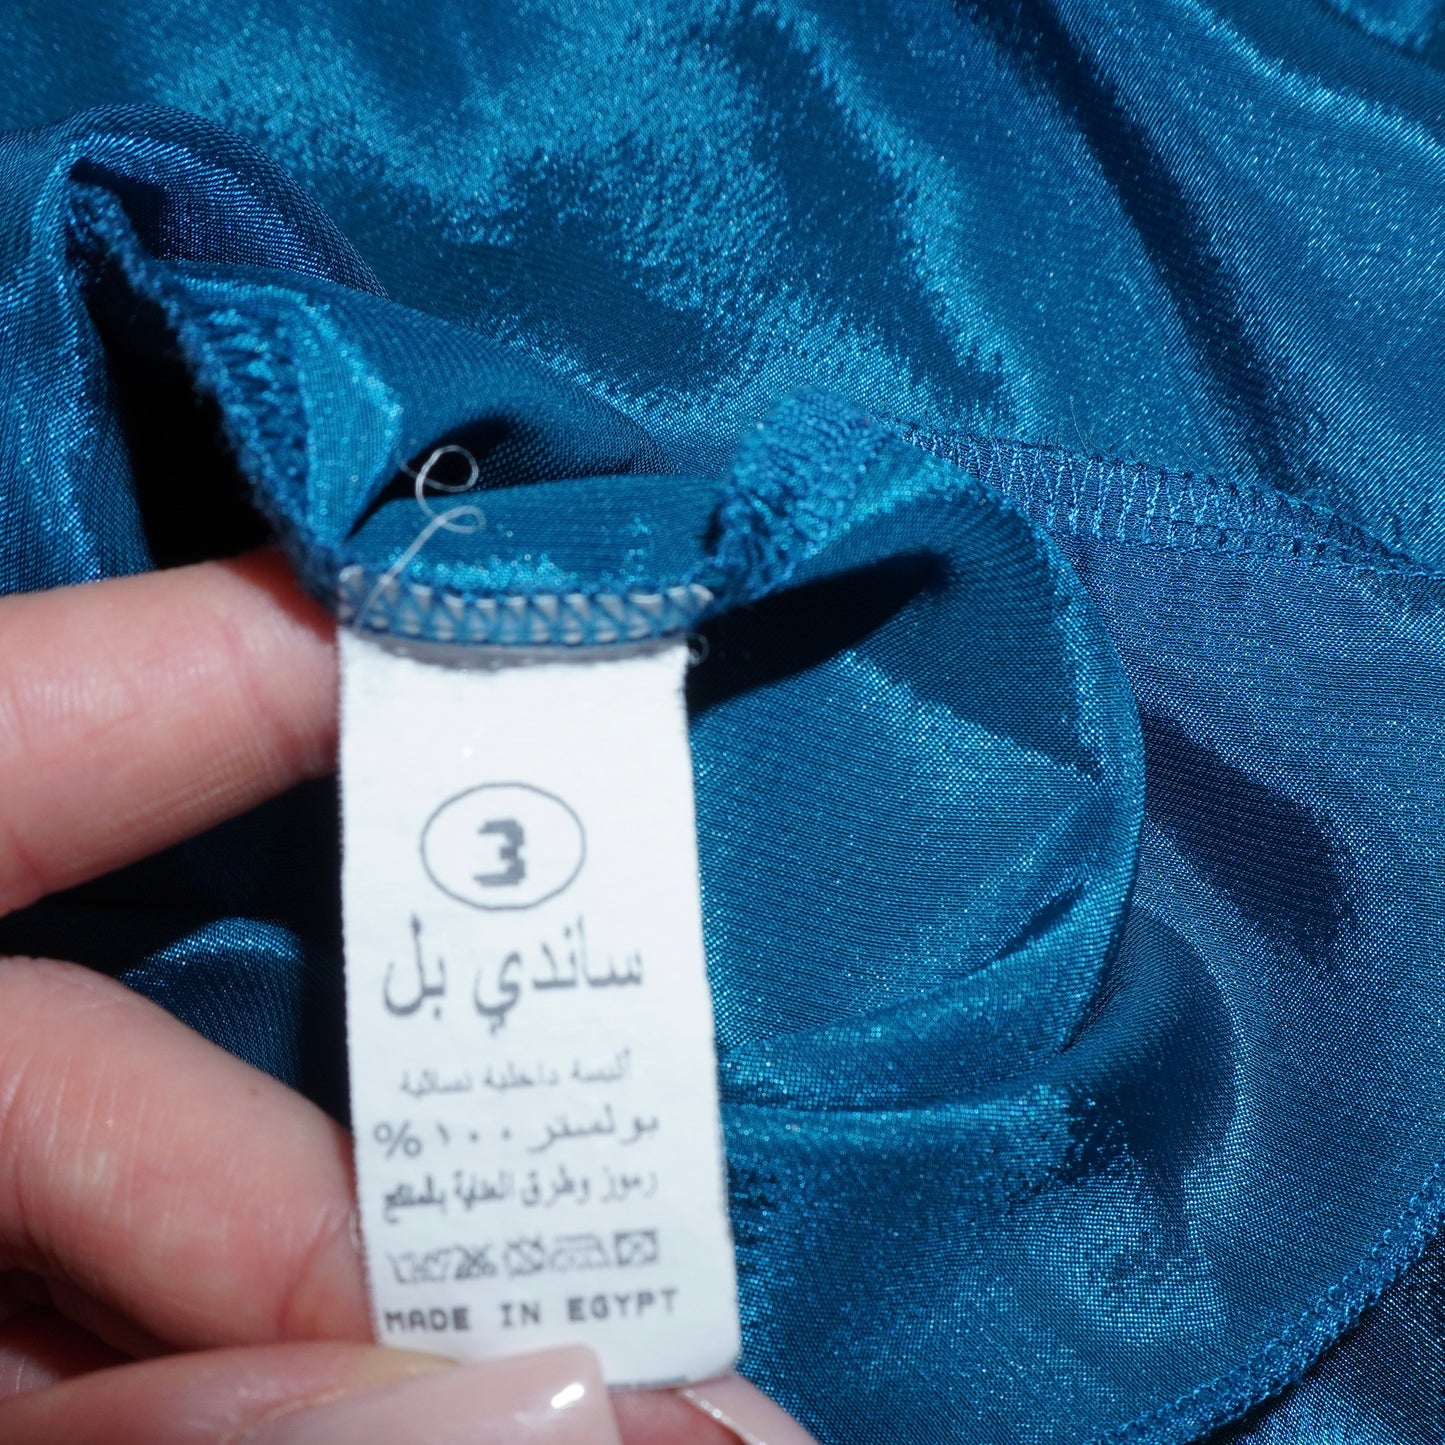 3
ساندي بل
ألبسة داخلية نسائية
بولستر ١٠٠ %
رموز وطرق العناية بالمنتج
MADE IN EGYPT